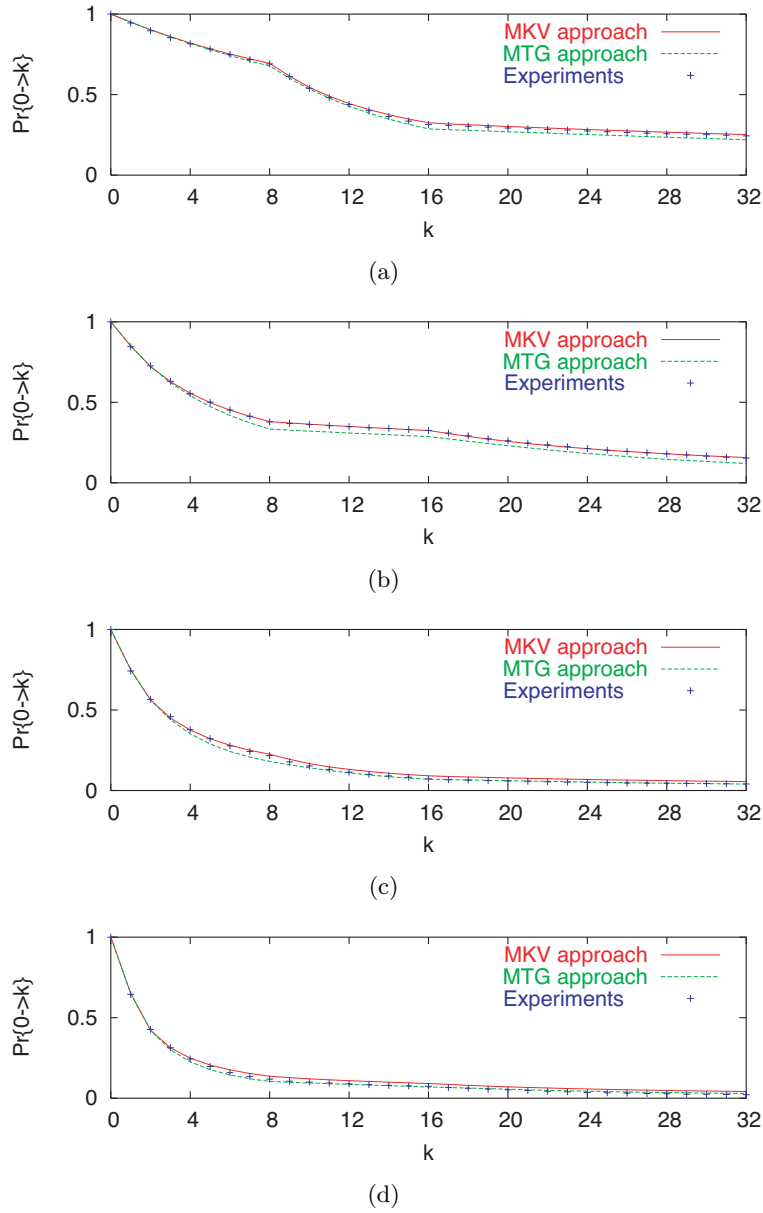 1
MKV approach
MTG approach
Experiments
0.5
0
Pr{0->k}
0 4 8 12 16 20 24 28 32
k
(a)
1
MKV approach
MTG approach
Experiments
0.5
0
Pr{0->k}
0 4 8 12 16 20 24 28 32
k
(b)
1
MKV approach
MTG approach
Experiments
0.5
0
Pr{0->k}
0 4 8 12 16 20 24 28 32
k
(c)
1
MKV approach
MTG approach
Experiments
0.5
0
Pr{0->k}
0 4 8 12 16 20 24 28 32
k
(d)